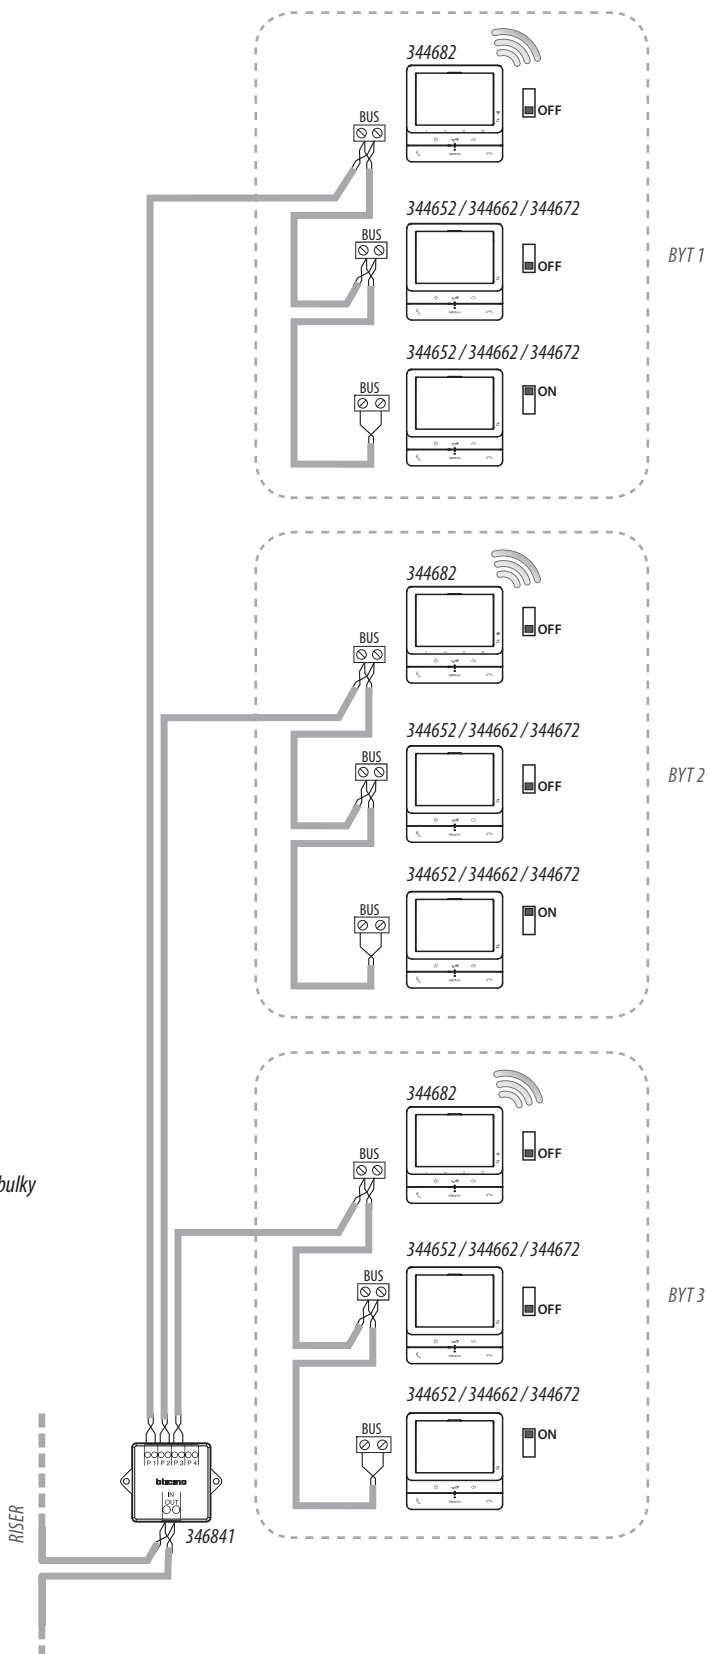 344682
OFF
BUS
344652 / 344662 / 344672
BUS
OFF
BYT 1
344652 / 344662 / 344672
BUS
ON
344682
OFF
BUS
344652 / 344662 / 344672
BUS
OFF
BYT 2
344652 / 344662 / 344672
BUS
ON
344682
OFF
BUS
bulky
344652 / 344662 / 344672
BUS
OFF
BYT 3
344652 / 344662 / 344672
BUS
ON
P1 P2 P3 P4
bticino
IN
OUT
346841
RISER